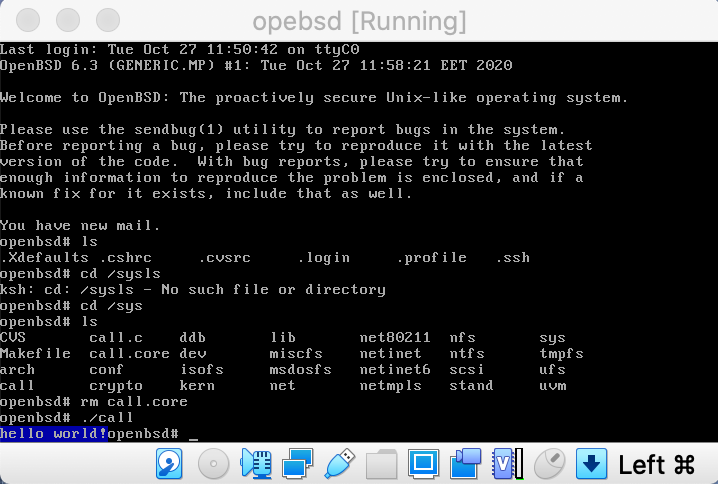 opebsd [Running]
Last login: Tue Oct 27 11:50:42 on ttyC0
OpenBSD 6.3 (GENERIC.MP) #1: Tue Oct 27 11:58:21 EET 2020
Welcome to OpenBSD: The proactively secure Unix-like operating system.
Please use the sendbug(1) utility to report bugs in the system.
Before reporting a bug, please try to reproduce it with the latest
version of the code.  With bug reports, please try to ensure that
enough information to reproduce the problem is enclosed, and if a
known fix for it exists, include that as well.
You have new mail.
openbsd# ls
.Xdefaults .cshrc     .cvsrc     .login     .profile   .ssh
openbsd# cd /sysls
ksh: cd: /sysls - No such file or directory
openbsd# cd /sys
openbsd# ls
CVS       call.c    ddb       lib       net80211  nfs       sys
Makefile  call.core dev       miscfs    netinet   ntfs      tmpfs
arch      conf      isofs     msdosfs   netinet6  scsi      ufs
call      crypto    kern      net       netmpls   stand     uvm
openbsd# rm call.core
openbsd# ./call
hello world!openbsd# _
Left ⌘